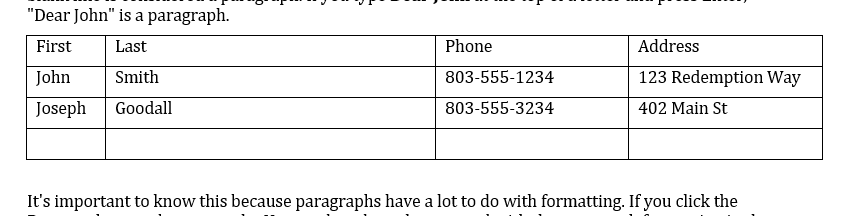 "Dear John" is a paragraph.
First Last Phone Address
John Smith 803-555-1234 123 Redemption Way
Joseph Goodall 803-555-3234 402 Main St
It's important to know this because paragraphs have a lot to do with formatting. If you click the